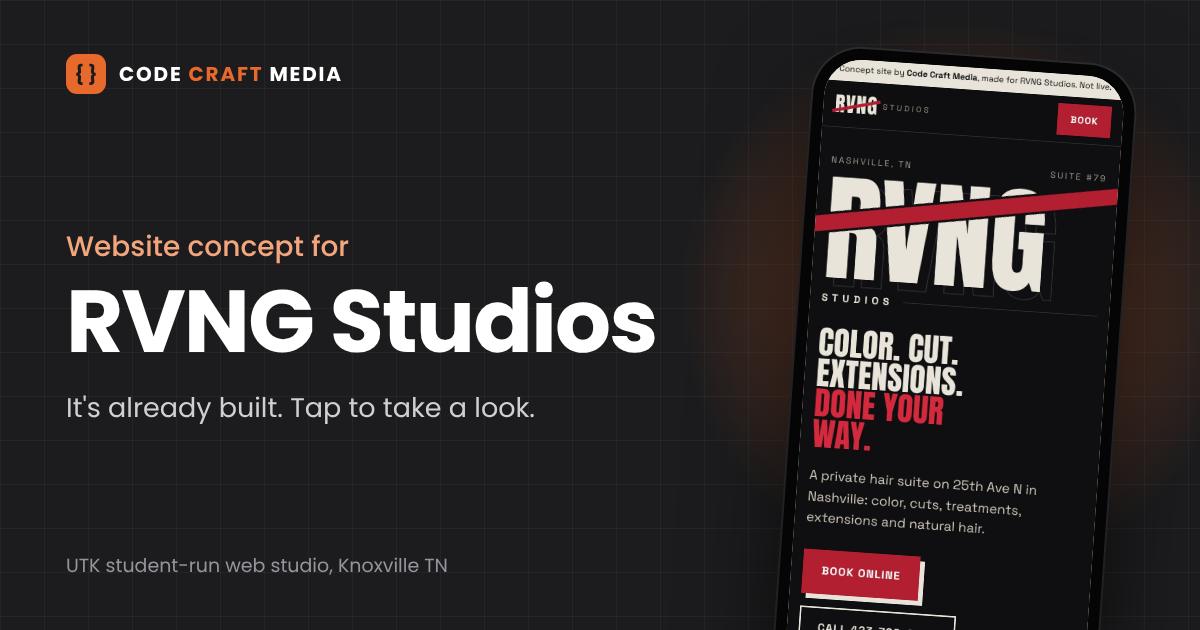 { } CODE CRAFT MEDIA
Website concept for
RVNG Studios
It's already built. Tap to take a look.
UTK student-run web studio, Knoxville TN
Concept site by Code Craft Media, made for RVNG Studios. Not live.
RVNG STUDIOS
BOOK
NASHVILLE, TN
SUITE #79
RVNG
STUDIOS
COLOR. CUT.
EXTENSIONS.
DONE YOUR
WAY.
A private hair suite on 25th Ave N in
Nashville: color, cuts, treatments,
extensions and natural hair.
BOOK ONLINE
CALL 423